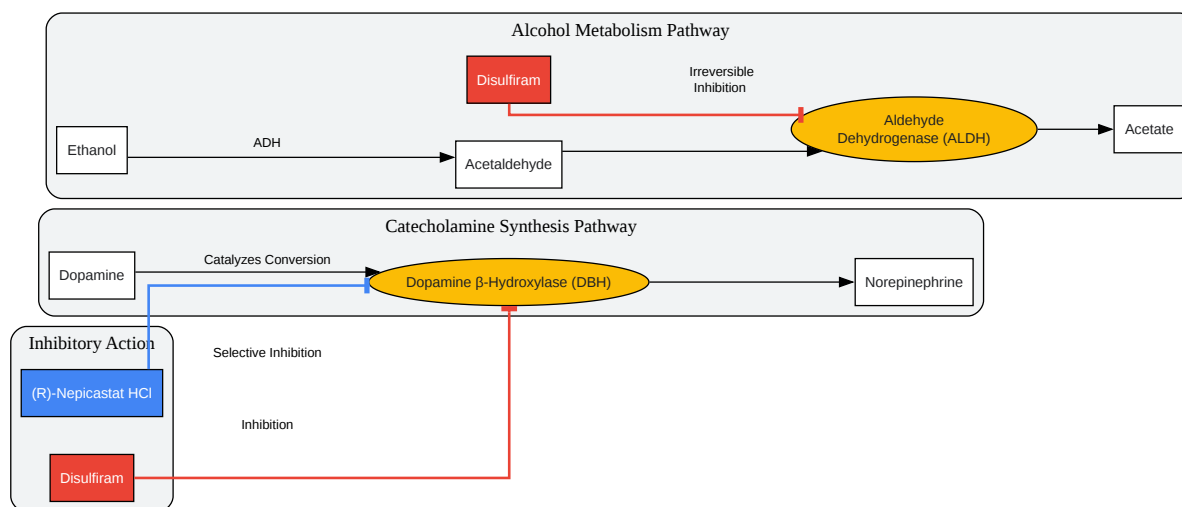 Alcohol Metabolism Pathway
Disulfiram
Irreversible
Inhibition
Aldehyde
Dehydrogenase (ALDH)
Acetate
Ethanol
ADH
Acetaldehyde
Catecholamine Synthesis Pathway
Dopamine
Catalyzes Conversion
Dopamine β-Hydroxylase (DBH)
Norepinephrine
Inhibitory Action
Selective Inhibition
(R)-Nepicastat HCl
Inhibition
Disulfiram